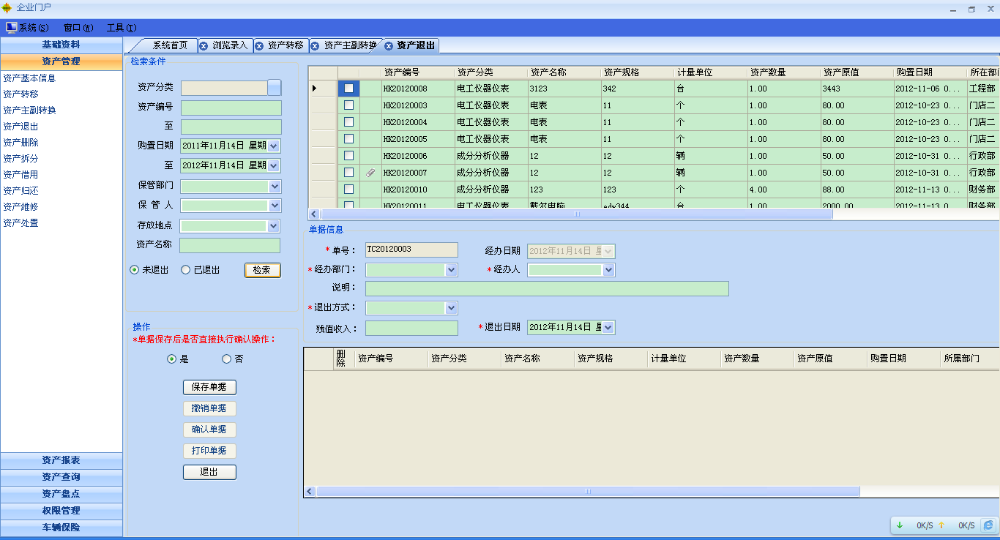 企业门户
系统(S) 窗口(W) 工具(T)
基础资料
资产管理
资产基本信息
资产转移
资产主副转换
资产退出
资产删除
资产拆分
资产借用
资产归还
资产维修
资产处置
资产报表
资产查询
资产盘点
权限管理
车辆保险
系统首页 浏览录入 资产转移 资产主副转换 资产退出
检索条件
资产分类
资产编号
至
购置日期 2011年11月14日 星期
至 2012年11月14日 星期
保管部门
保 管 人
存放地点
资产名称
未退出 已退出 检索
操作
*单据保存后是否直接执行确认操作：
是 否
保存单据
撤销单据
确认单据
打印单据
退出
资产编号 资产分类 资产名称 资产规格 计量单位 资产数量 资产原值 购置日期 所在部门
HK20120008 电工仪器仪表 3123 342 台 1.00 3443 2012-11-06 0... 工程部
HK20120003 电工仪器仪表 电表 11 个 1.00 80.00 2012-10-23 0... 门店二
HK20120004 电工仪器仪表 电表 11 个 1.00 80.00 2012-10-23 0... 门店二
HK20120005 电工仪器仪表 电表 11 个 1.00 80.00 2012-10-23 0... 门店二
HK20120006 成分分析仪器 12 12 辆 1.00 50.00 2012-10-31 0... 行政部
HK20120007 成分分析仪器 12 12 辆 1.00 50.00 2012-10-31 0... 行政部
HK20120010 成分分析仪器 123 123 个 4.00 88.00 2012-11-13 0... 财务部
HK20120011 电工仪器仪表 戴尔电脑 edw344 台 1.00 2000.00 2012-11-13 0... 财务部
单据信息
*单号： TC20120003 经办日期 2012年11月14日 星
*经办部门： *经办人
说明：
*退出方式：
残值收入： *退出日期 2012年11月14日 星
删除 资产编号 资产分类 资产名称 资产规格 计量单位 资产数量 资产原值 购置日期 所属部门
0K/S 0K/S